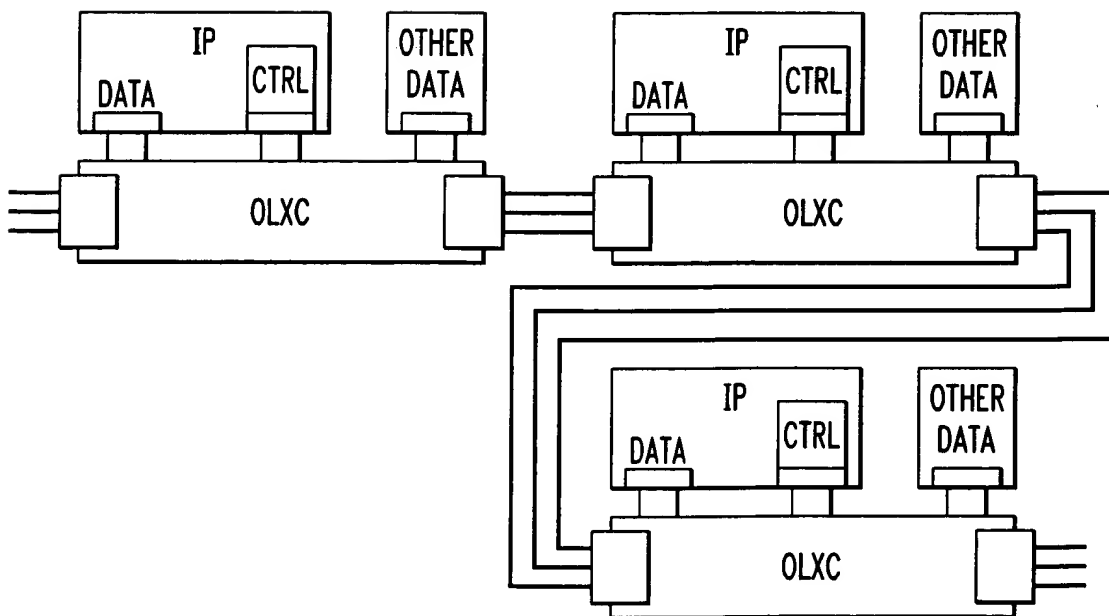 IP
DATA
CTRL
OTHER
DATA
OLXC
IP
DATA
CTRL
OTHER
DATA
OLXC
IP
DATA
CTRL
OTHER
DATA
OLXC